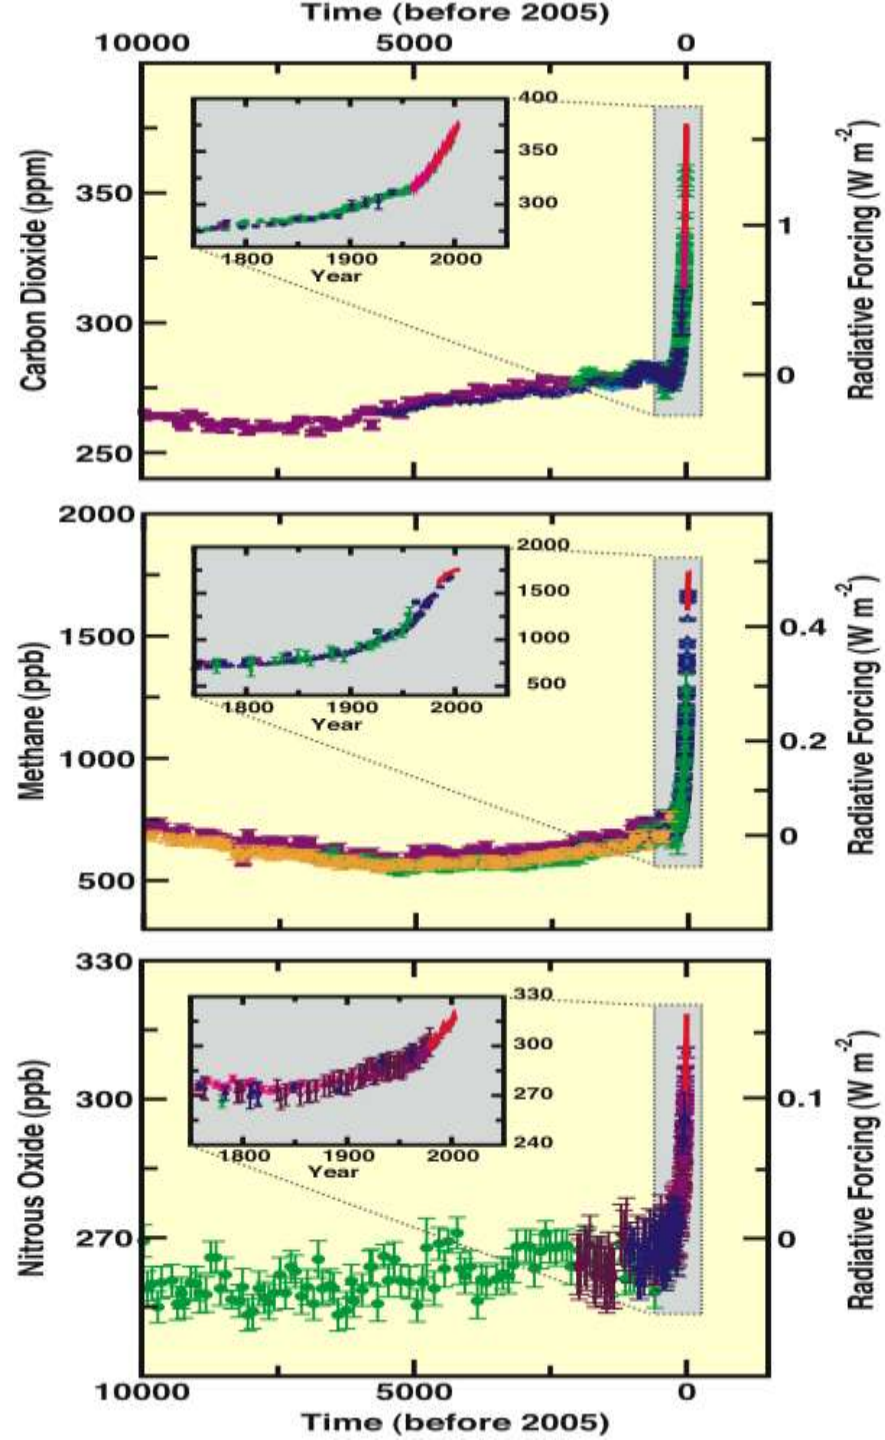 Time (before 2005)
10000 5000 0
Carbon Dioxide (ppm)
350
300
250
400
350
300
1800 1900 2000
Year
1
0
Radiative Forcing (W m-2)
Methane (ppb)
2000
1500
1000
500
2000
1500
1000
500
1800 1900 2000
Year
0.4
0.2
0
Radiative Forcing (W m-2)
Nitrous Oxide (ppb)
330
300
270
330
300
270
240
1800 1900 2000
Year
0.1
0
Radiative Forcing (W m-2)
10000 5000 0
Time (before 2005)